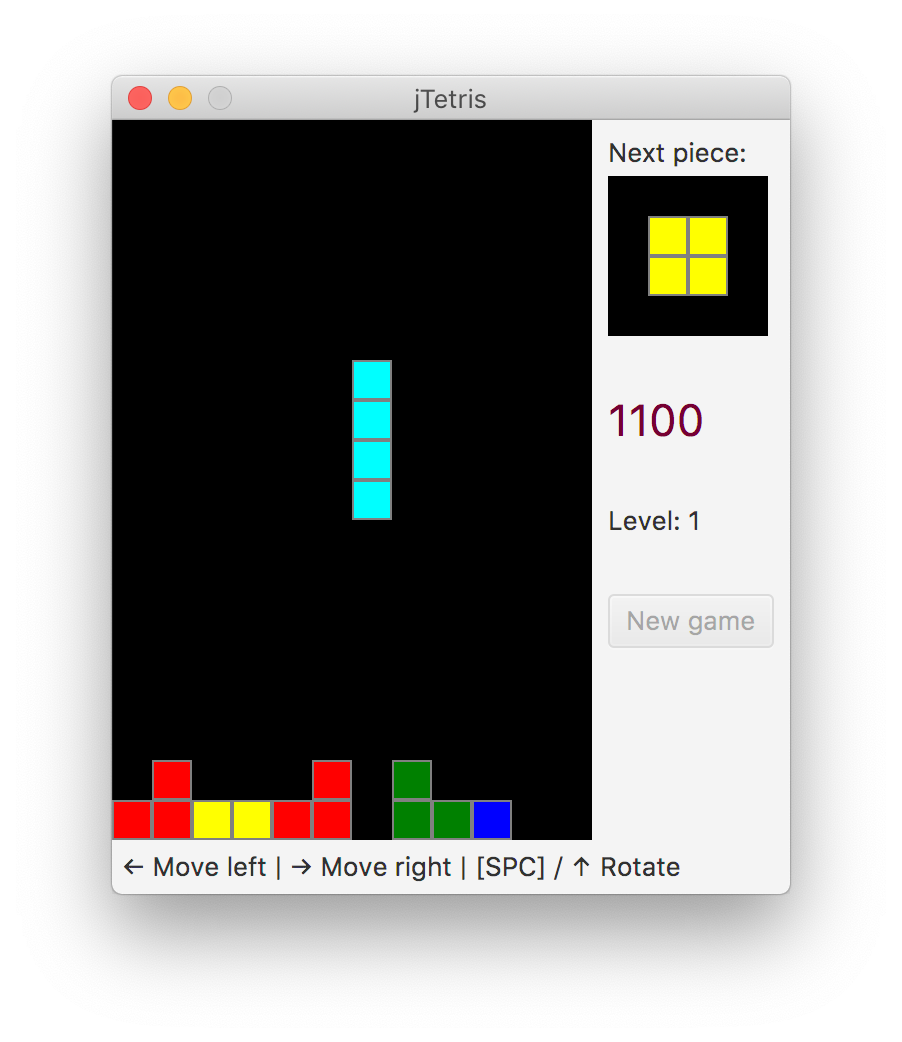 jTetris
Next piece:
1100
Level: 1
New game
← Move left | → Move right | [SPC] / ↑ Rotate